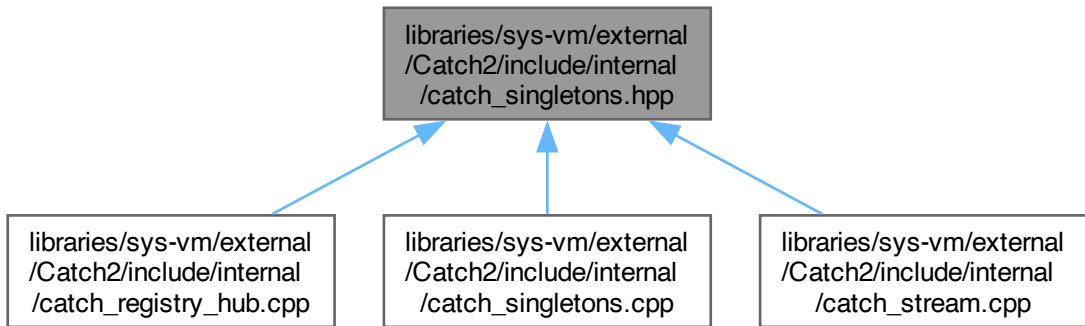 libraries/sys-vm/external
/Catch2/include/internal
/catch_singletons.hpp
libraries/sys-vm/external
/Catch2/include/internal
/catch_registry_hub.cpp
libraries/sys-vm/external
/Catch2/include/internal
/catch_singletons.cpp
libraries/sys-vm/external
/Catch2/include/internal
/catch_stream.cpp